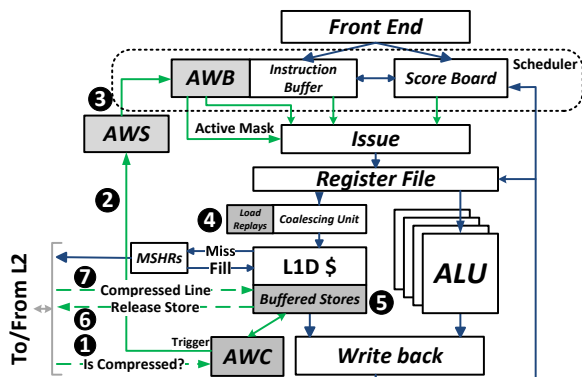 Front End
Scheduler
AWB
Instruction
Buffer
Score Board
3
AWS
Active Mask
Issue
2
Register File
4
Load
Replays
Coalescing Unit
MSHRs
Miss
Fill
L1D $
ALU
7
Compressed Line
Release Store
Buffered Stores
5
6
To/From L2
1
Trigger
Is Compressed?
AWC
Write back